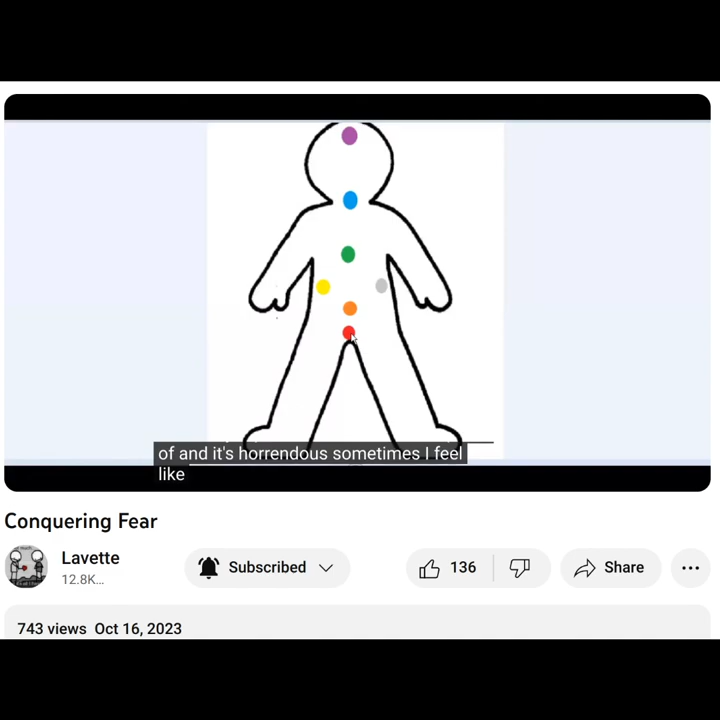 of and it's horrendous sometimes I feel
like
Conquering Fear
Lavette
12.8K...
Subscribed
136
Share
743 views Oct 16, 2023